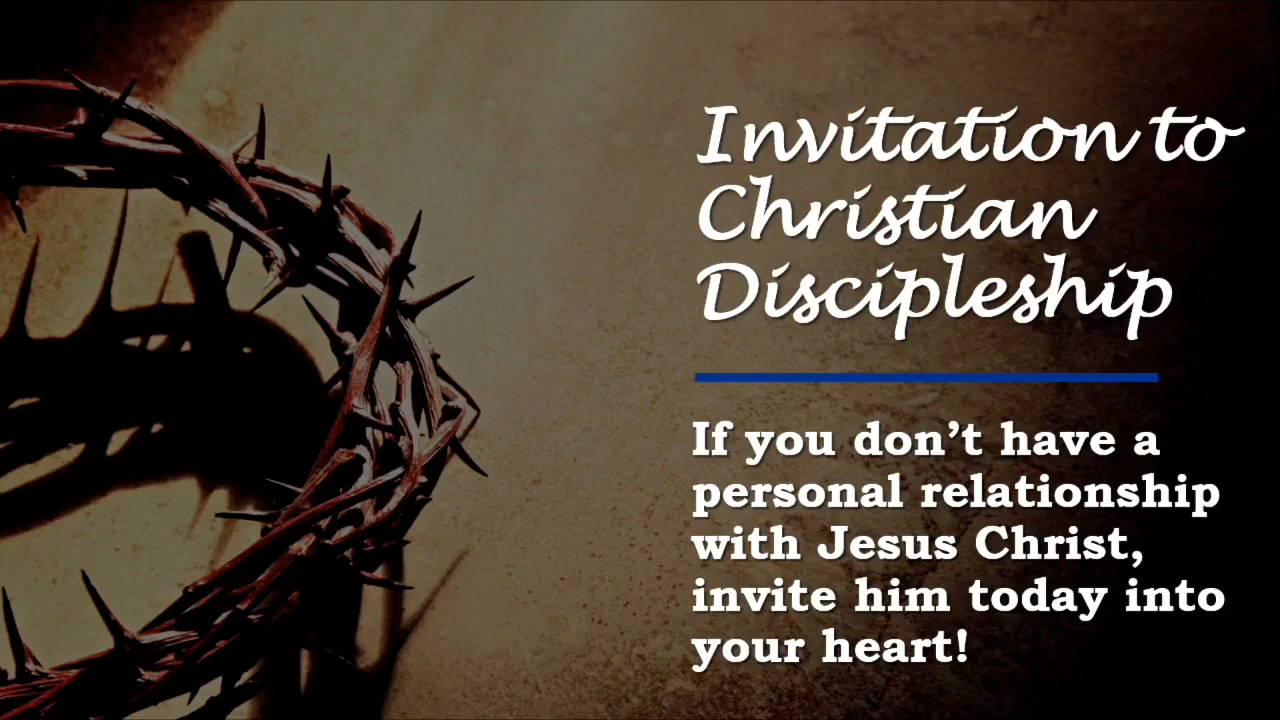 Invitation to
Christian
Discipleship
If you don’t have a
personal relationship
with Jesus Christ,
invite him today into
your heart!